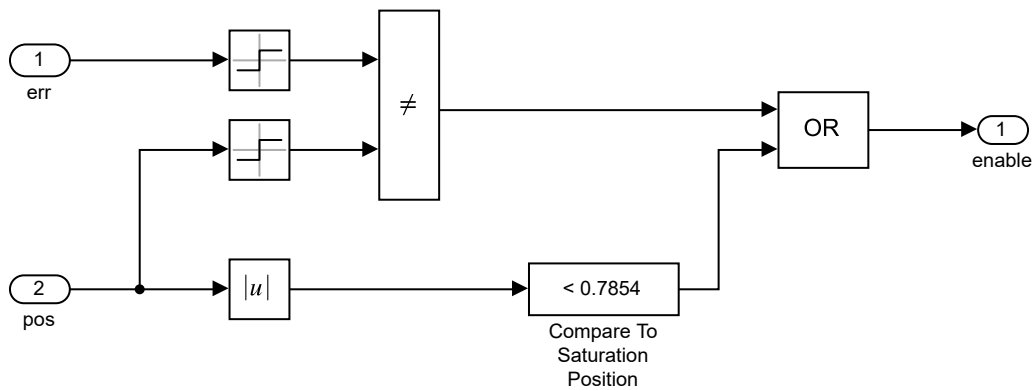 1
err
≠
OR
1
enable
2
pos
|u|
< 0.7854
Compare To
Saturation
Position